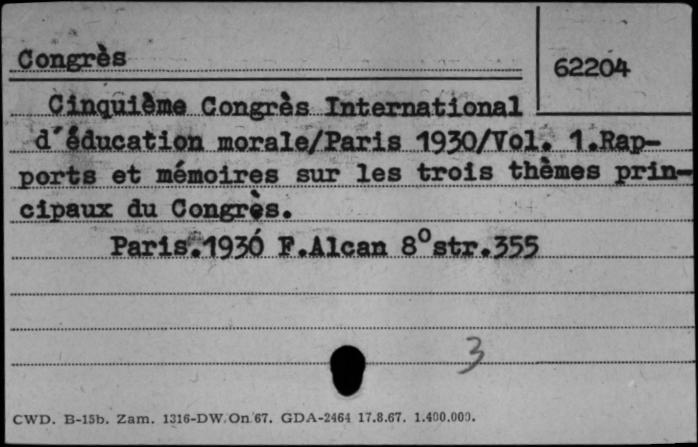 Congrès
62204
Cinquième Congrès International
d'éducation morale/Paris 1930/Vol. 1.Rap-
ports et mémoires sur les trois thèmes prin-
cipaux du Congrès.
Paris.1930 F.Alcan 8°str.355
3
CWD. B-15b. Zam. 1316-DW.On 67. GDA-2464 17.8.67. 1.400.000.